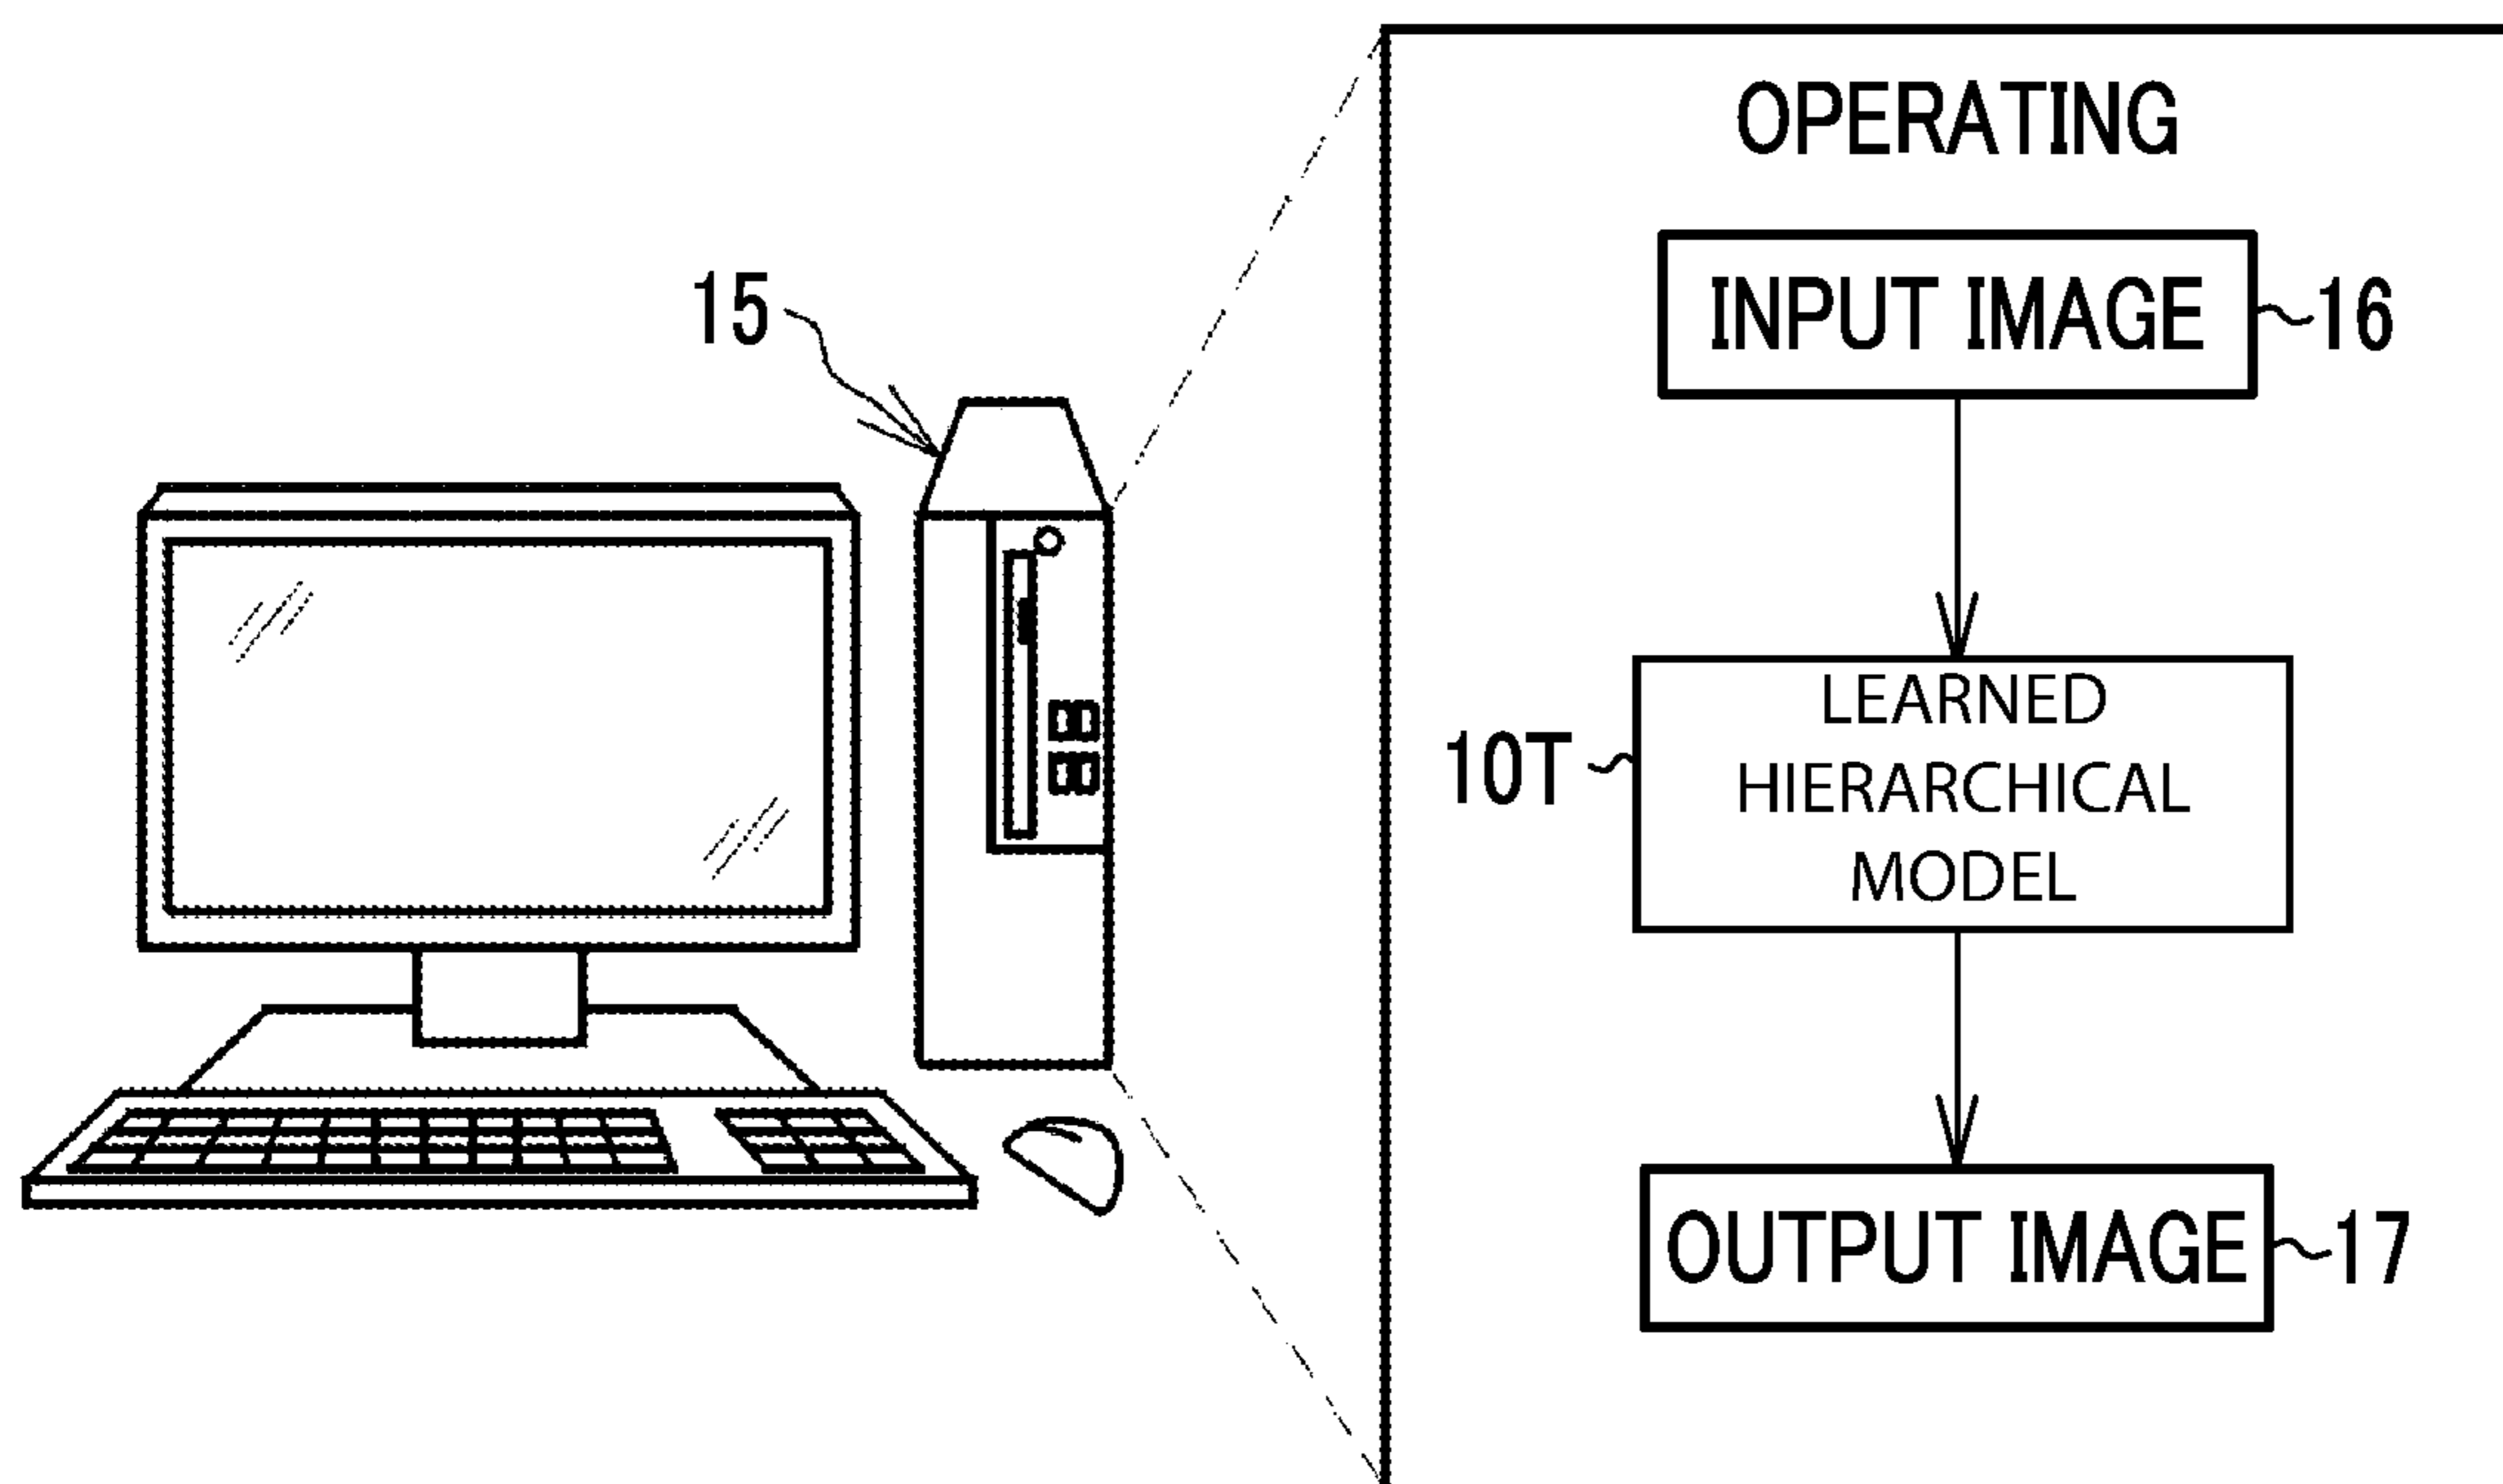 OPERATING
15
INPUT IMAGE
16
LEARNED
HIERARCHICAL
MODEL
10T
OUTPUT IMAGE
17